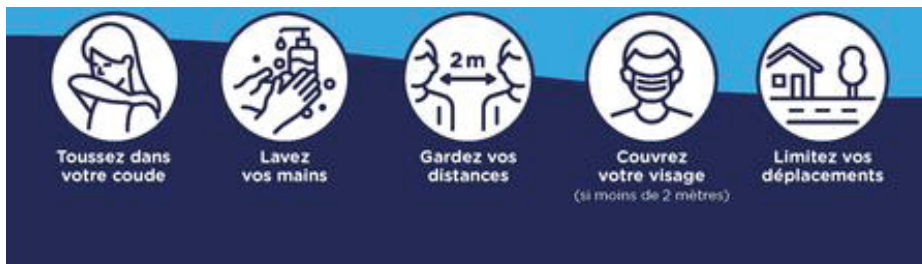 2 m
Toussez dans
votre coude
Lavez
vos mains
Gardez vos
distances
Couvrez
votre visage
(si moins de 2 mètres)
Limitez vos
déplacements